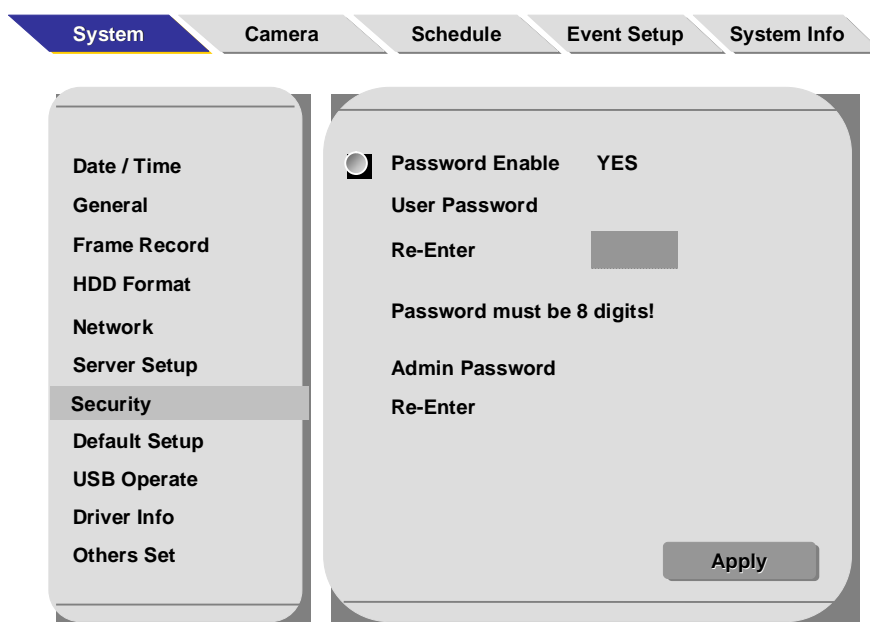 System Camera Schedule Event Setup System Info
Date / Time
General
Frame Record
HDD Format
Network
Server Setup
Security
Default Setup
USB Operate
Driver Info
Others Set
Password Enable YES
User Password
Re-Enter
Password must be 8 digits!
Admin Password
Re-Enter
Apply